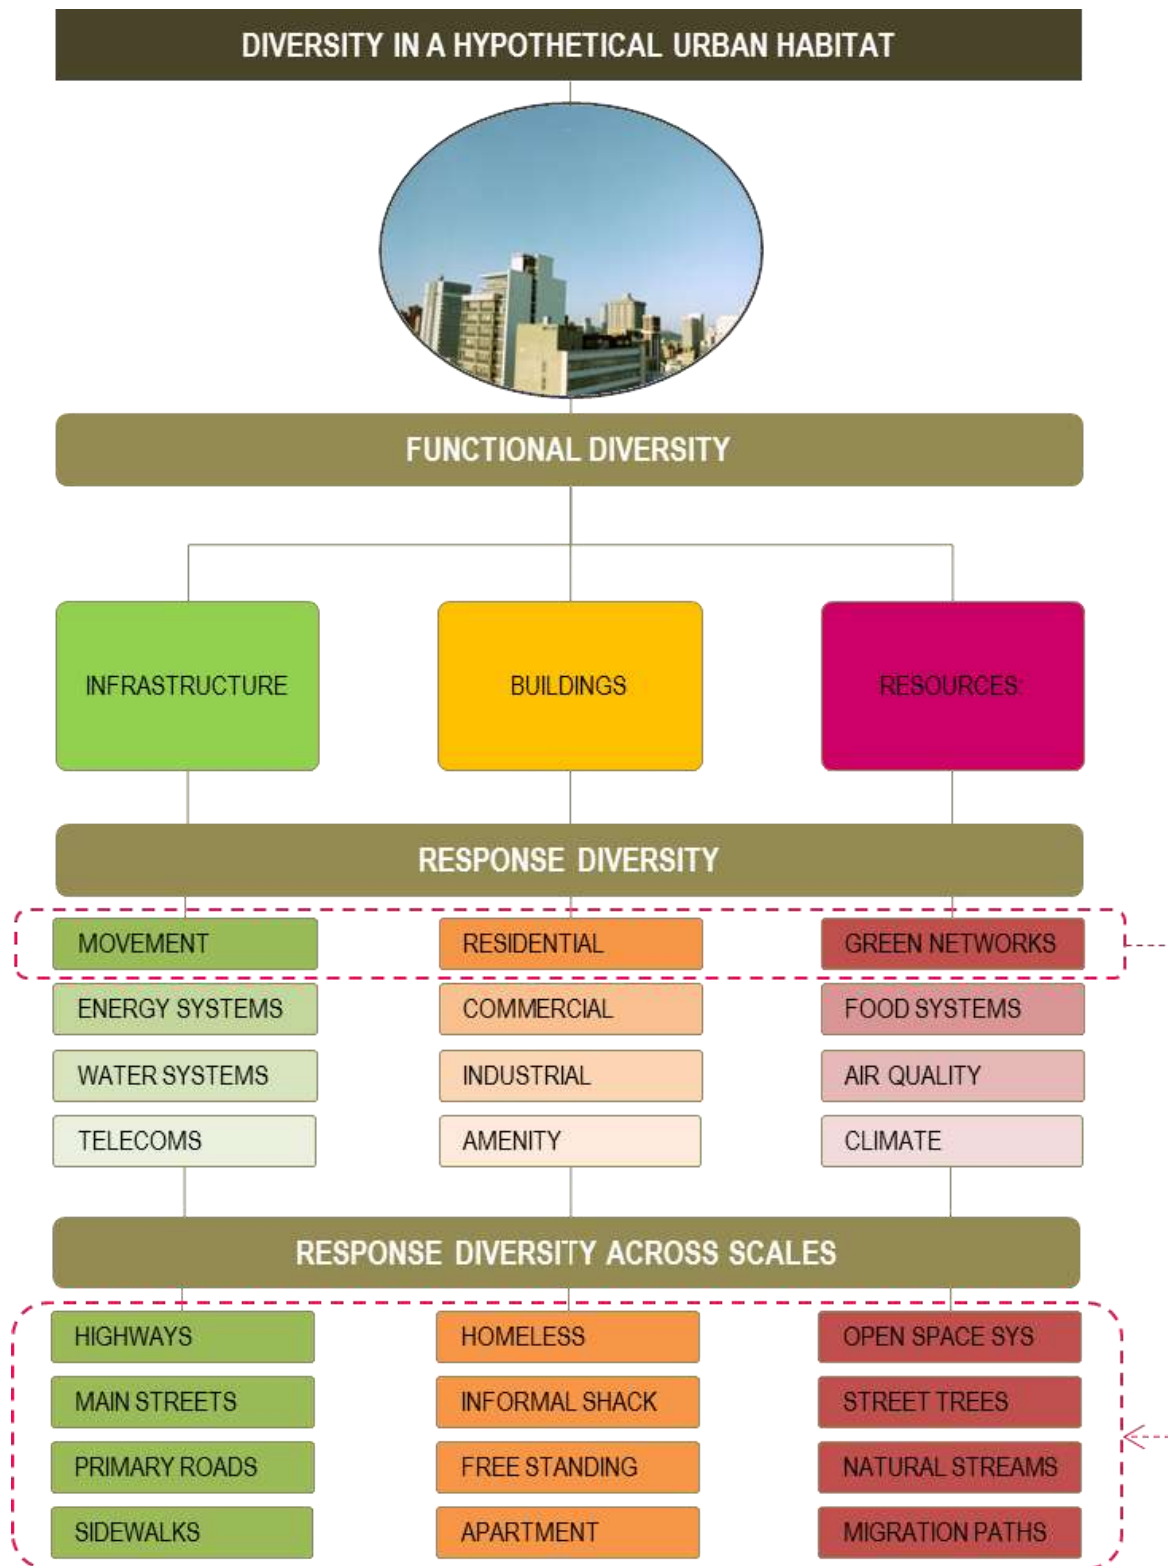 DIVERSITY IN A HYPOTHETICAL URBAN HABITAT
FUNCTIONAL DIVERSITY
INFRASTRUCTURE
BUILDINGS
RESOURCES:
RESPONSE DIVERSITY
MOVEMENT
RESIDENTIAL
GREEN NETWORKS
ENERGY SYSTEMS
COMMERCIAL
FOOD SYSTEMS
WATER SYSTEMS
INDUSTRIAL
AIR QUALITY
TELECOMS
AMENITY
CLIMATE
RESPONSE DIVERSITY ACROSS SCALES
HIGHWAYS
HOMELESS
OPEN SPACE SYS
MAIN STREETS
INFORMAL SHACK
STREET TREES
PRIMARY ROADS
FREE STANDING
NATURAL STREAMS
SIDEWALKS
APARTMENT
MIGRATION PATHS